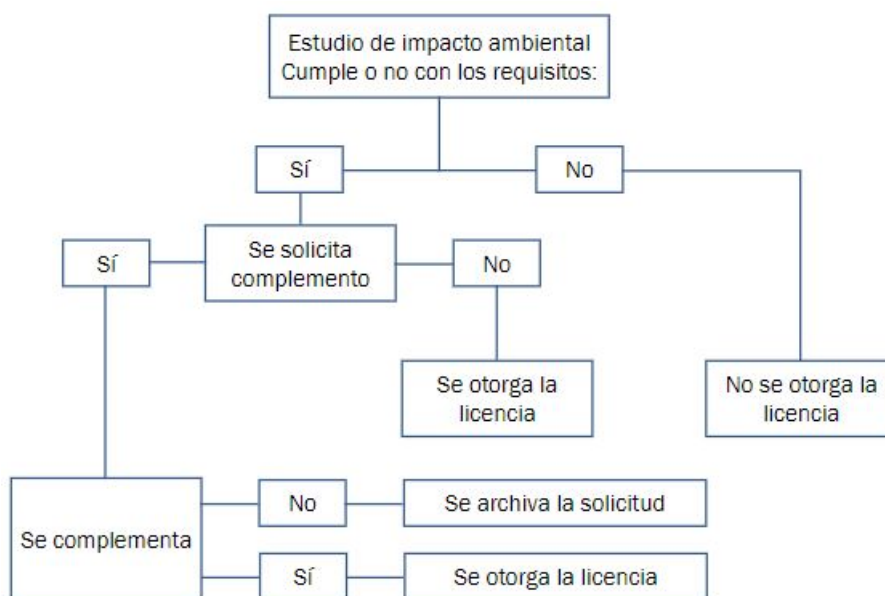 Estudio de impacto ambiental
Cumple o no con los requisitos:
Sí
No
Sí
Se solicita
complemento
No
Se otorga la
licencia
No se otorga la
licencia
Se complementa
No
Se archiva la solicitud
Sí
Se otorga la licencia